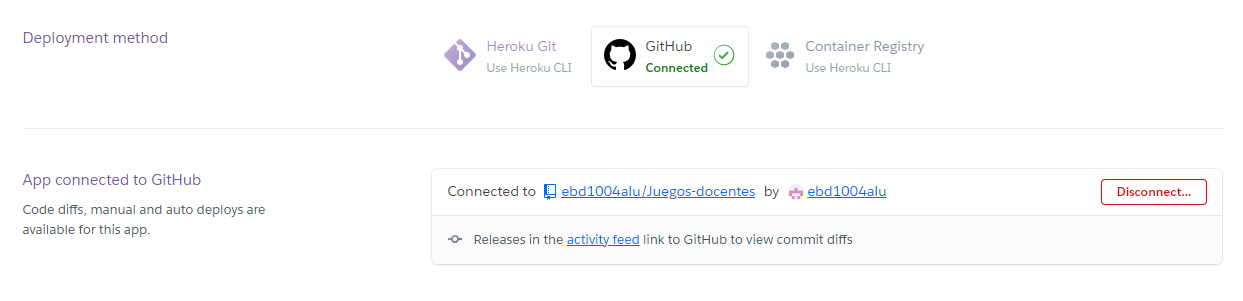 Deployment method
Heroku Git
Use Heroku CLI
GitHub
Connected
Container Registry
Use Heroku CLI
App connected to GitHub
Code diffs, manual and auto deploys are
available for this app.
Connected to ebd1004alu/Juegos-docentes by ebd1004alu
Disconnect...
Releases in the activity feed link to GitHub to view commit diffs